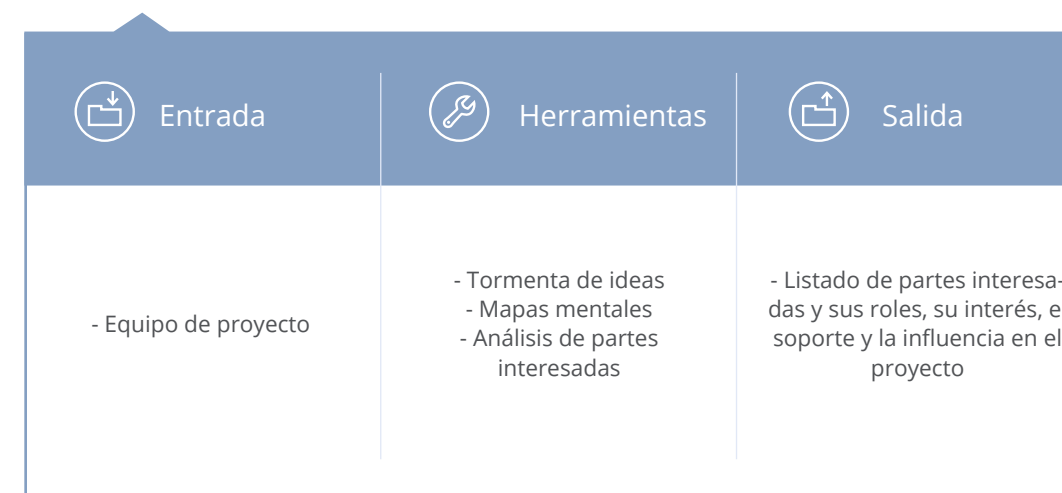 Entrada
Herramientas
Salida
- Equipo de proyecto
- Tormenta de ideas
- Mapas mentales
- Análisis de partes
interesadas
- Listado de partes interesa-
das y sus roles, su interés, e
soporte y la influencia en el
proyecto